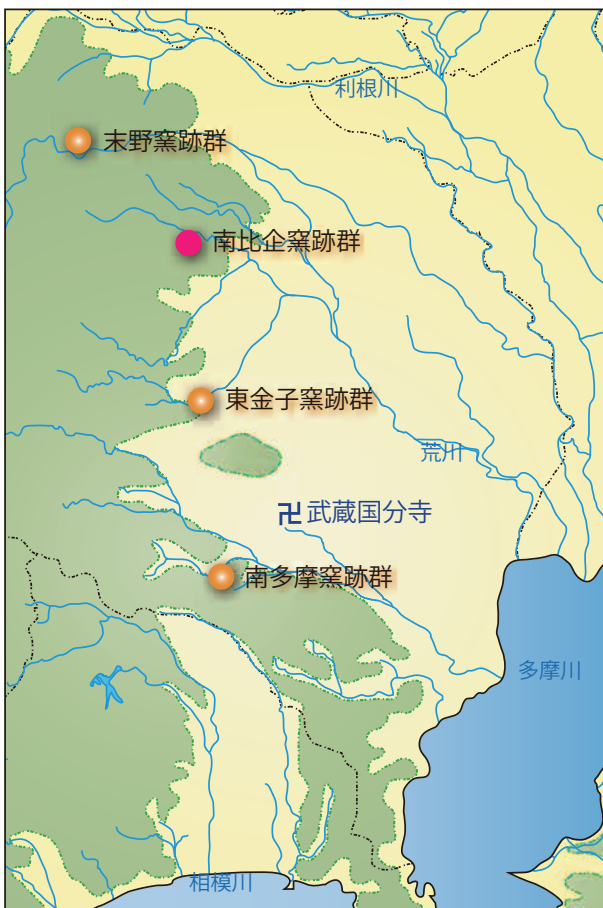 利根川
末野窯跡群
南比企窯跡群
東金子窯跡群
荒川
卍武蔵国分寺
南多摩窯跡群
多摩川
相模川